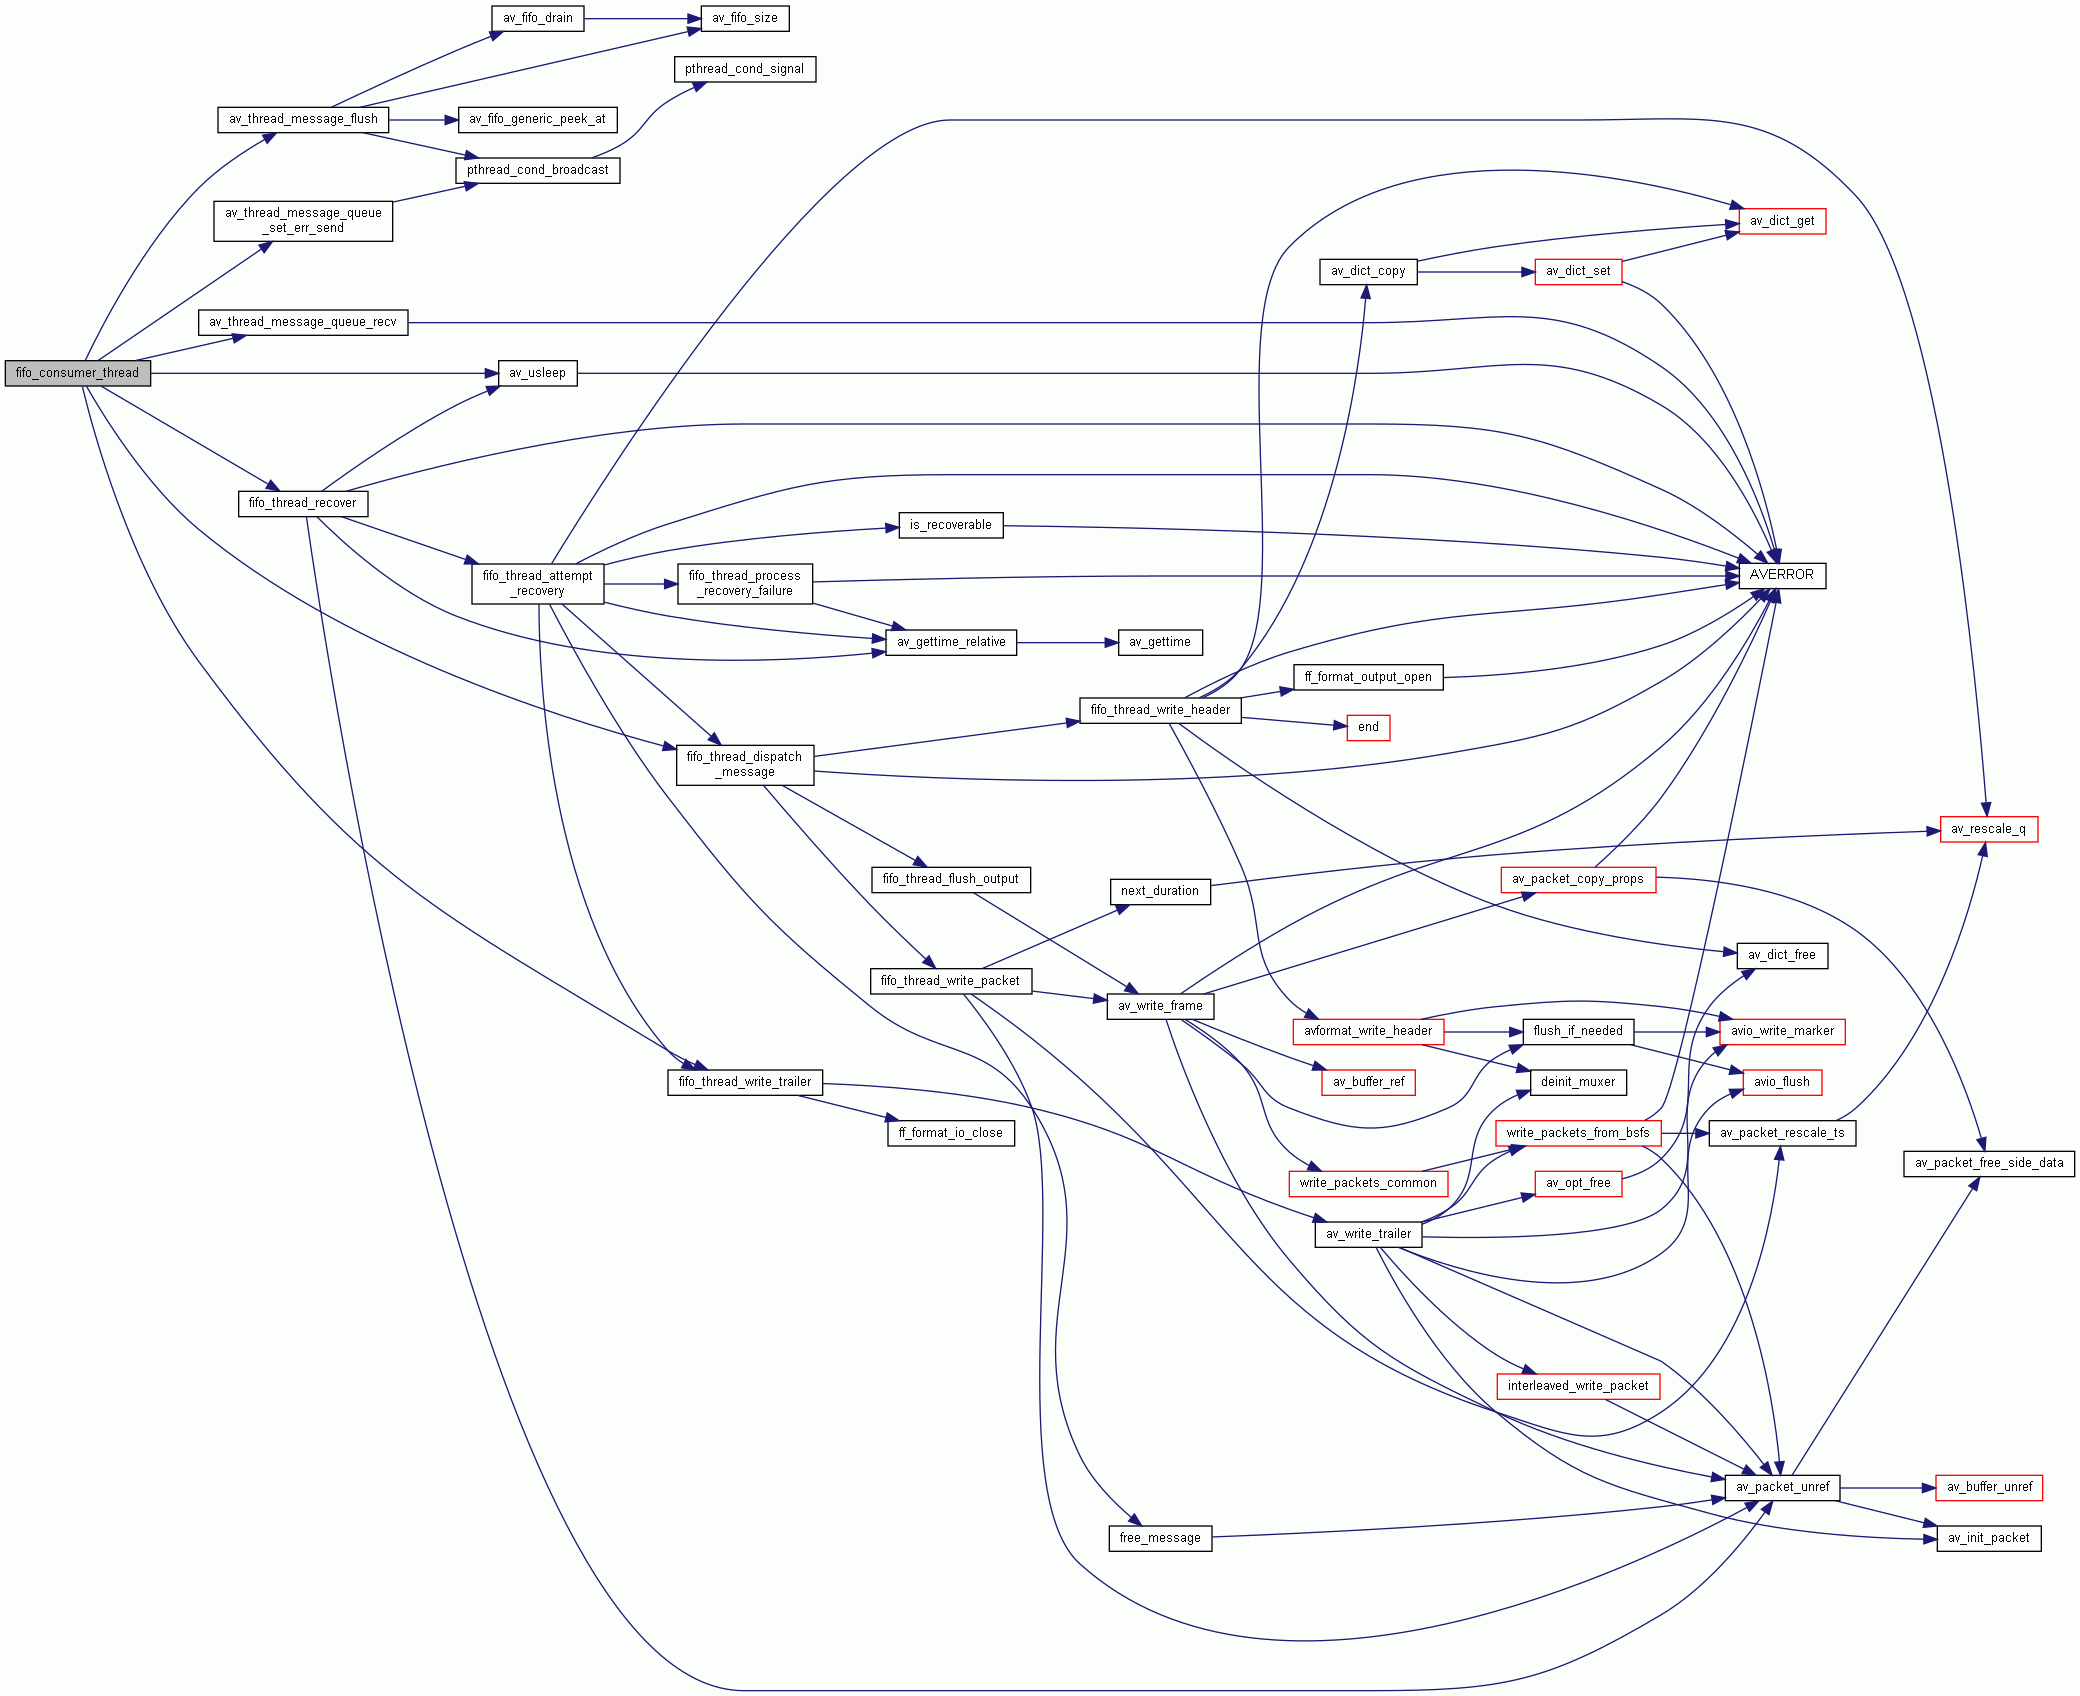 av_fifo_drain
av_fifo_size
pthread_cond_signal
av_thread_message_flush
av_fifo_generic_peek_at
pthread_cond_broadcast
av_thread_message_queue
_set_err_send
av_dict_get
av_dict_copy
av_dict_set
av_thread_message_queue_recv
fifo_consumer_thread
av_usleep
fifo_thread_recover
is_recoverable
fifo_thread_attempt
_recovery
fifo_thread_process
_recovery_failure
AVERROR
av_gettime_relative
av_gettime
ff_format_output_open
fifo_thread_write_header
end
fifo_thread_dispatch
_message
av_rescale_q
fifo_thread_flush_output
next_duration
av_packet_copy_props
av_dict_free
fifo_thread_write_packet
av_write_frame
avformat_write_header
flush_if_needed
avio_write_marker
fifo_thread_write_trailer
av_buffer_ref
deinit_muxer
avio_flush
ff_format_io_close
write_packets_from_bsfs
av_packet_rescale_ts
av_packet_free_side_data
write_packets_common
av_opt_free
av_write_trailer
interleaved_write_packet
av_packet_unref
av_buffer_unref
free_message
av_init_packet